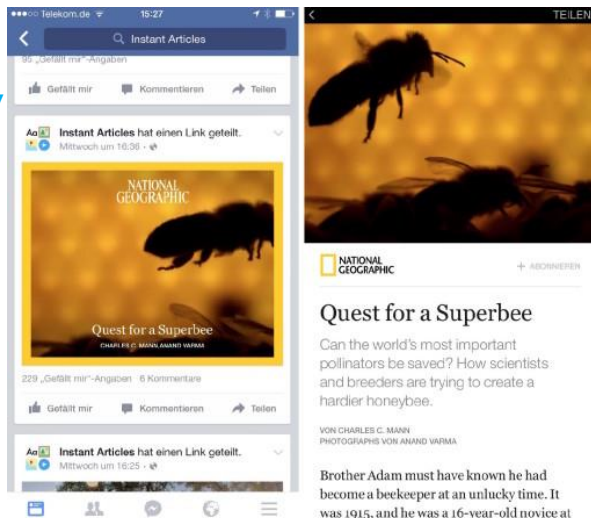 Telekom.de
15:27
Instant Articles
95 „Gefällt mir“-Angaben
Gefällt mir Kommentieren Teilen
Instant Articles hat einen Link geteilt.
Mittwoch um 16:36
NATIONAL
GEOGRAPHIC
Quest for a Superbee
CHARLES C. MANN ANAND VARMA
229 „Gefällt mir“-Angaben 6 Kommentare
Gefällt mir Kommentieren Teilen
Instant Articles hat einen Link geteilt.
Mittwoch um 16:25
TEILEN
NATIONAL
GEOGRAPHIC
+ ABONNIEREN
Quest for a Superbee
Can the world's most important
pollinators be saved? How scientists
and breeders are trying to create a
hardier honeybee.
VON CHARLES C. MANN
PHOTOGRAPHS VON ANAND VARMA
Brother Adam must have known he had
become a beekeeper at an unlucky time. It
was 1915, and he was a 16-year-old novice at